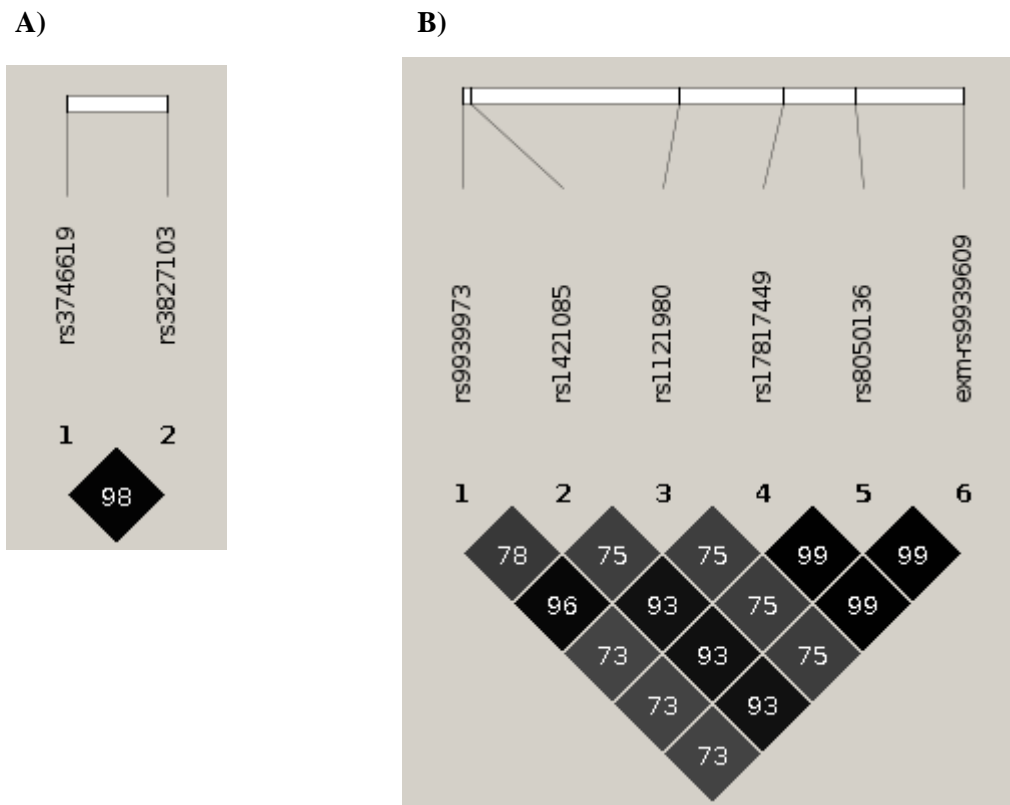 A)
B)
rs3746619
rs3827103
1 2
98
rs9939973
rs1421085
rs1121980
rs17817449
rs8050136
exm-rs9939609
1 2 3 4 5 6
78 75 75 99 99
96 93 75 99
73 93 75
73 93
73